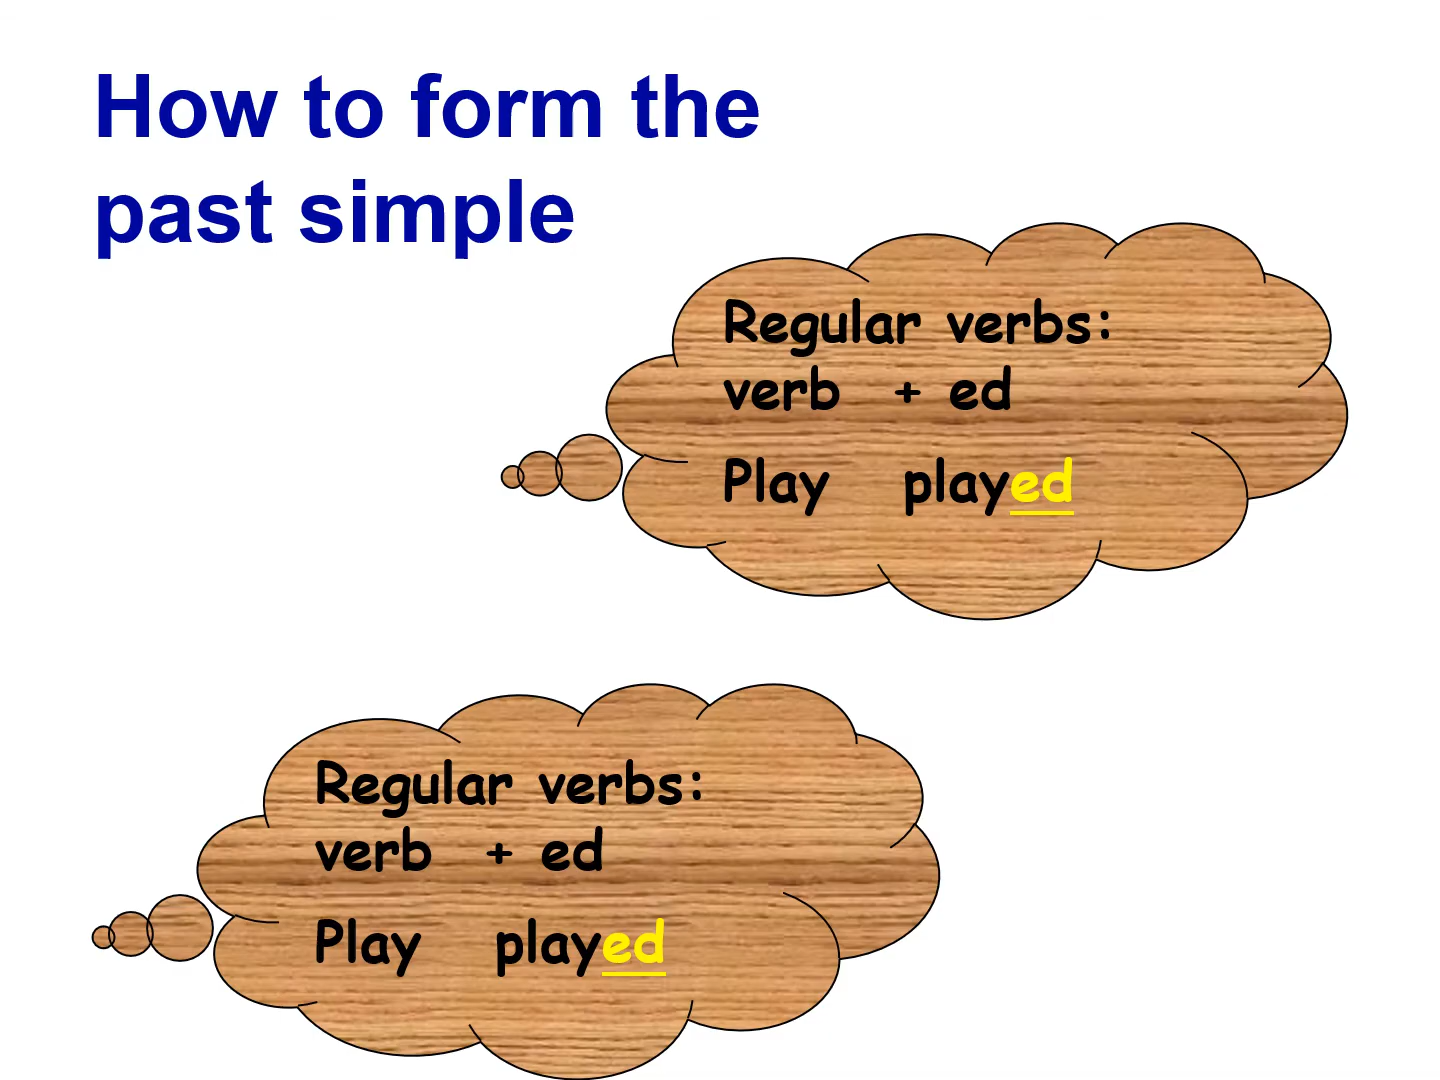 How to form the
past simple
Regular verbs:
verb + ed
Play played
Regular verbs:
verb + ed
Play played